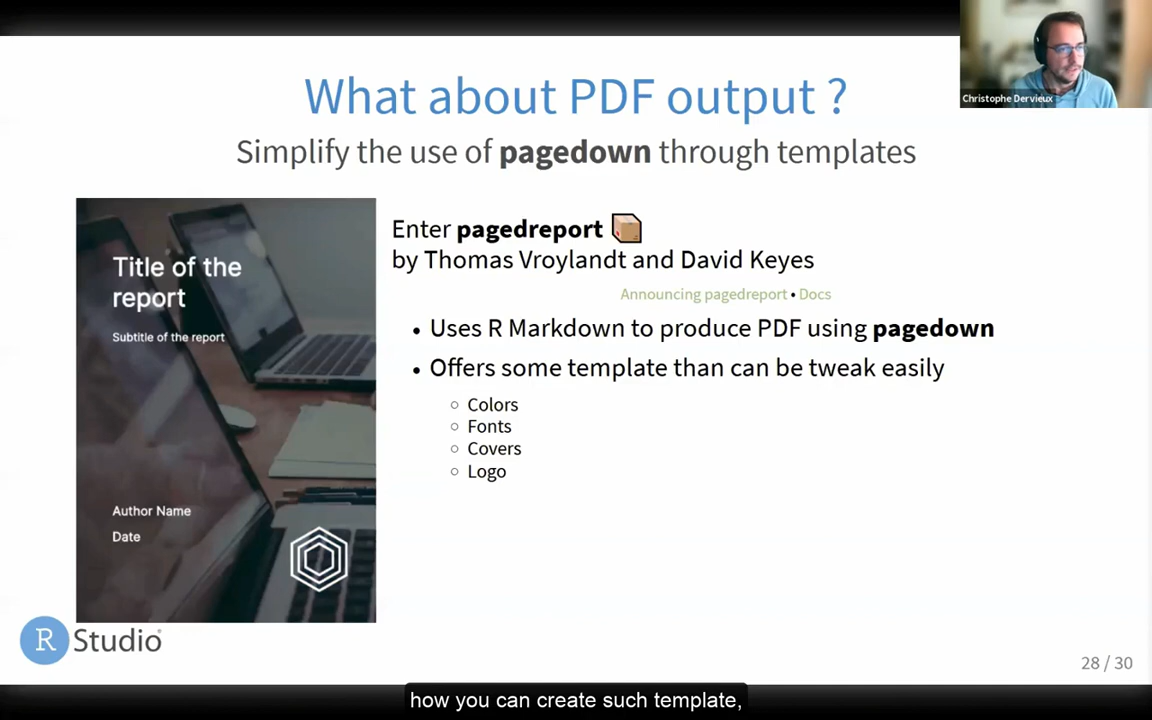 What about PDF output ?
Christophe Dervieux
Simplify the use of pagedown through templates
Title of the
report
Subtitle of the report
Author Name
Date
Enter pagedreport
by Thomas Vroylandt and David Keyes
Announcing pagedreport • Docs
• Uses R Markdown to produce PDF using pagedown
• Offers some template than can be tweak easily
○ Colors
○ Fonts
○ Covers
○ Logo
R Studio
28 / 30
how you can create such template,